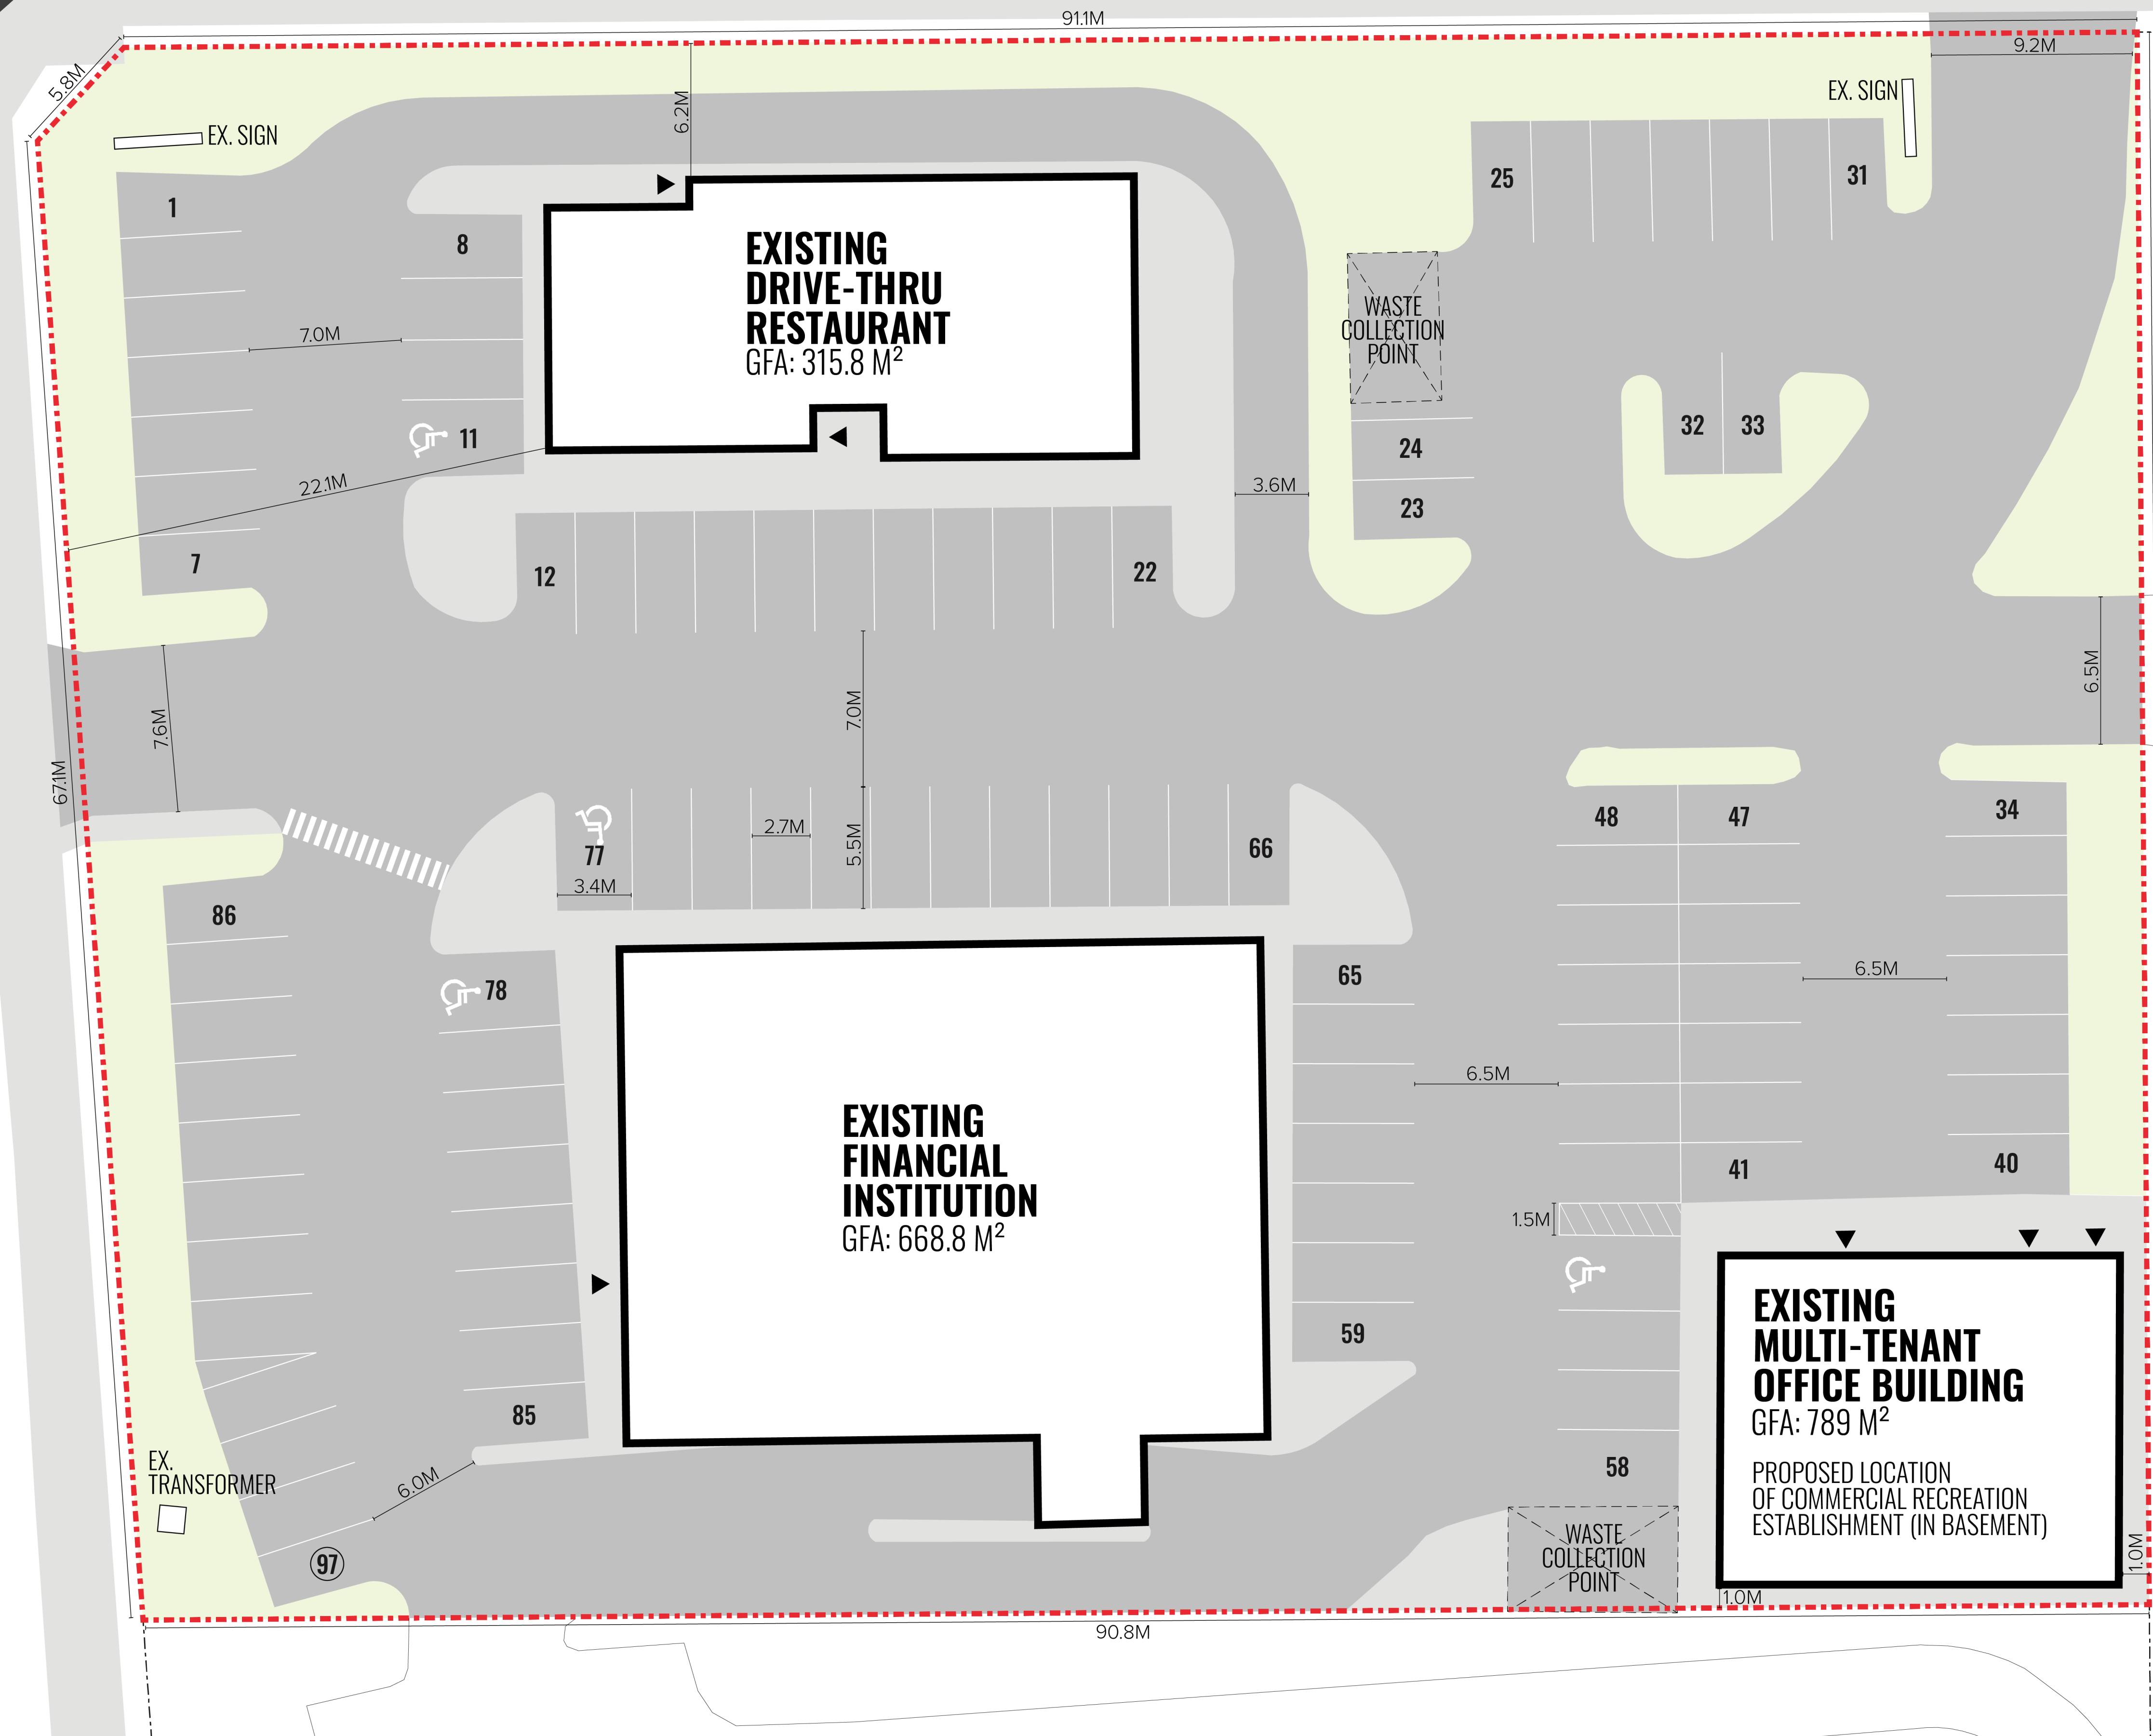 91.1M
9.2M
5.8M
EX. SIGN
EX. SIGN
6.2M
1
8
25
31
EXISTING
DRIVE-THRU
RESTAURANT
GFA: 315.8 M²
WASTE
COLLECTION
POINT
7.0M
11
22.1M
24
32
33
3.6M
23
7
12
22
7.6M
7.0M
6.5M
67.1M
77
3.4M
2.7M
5.5M
66
48
47
34
86
78
65
6.5M
6.5M
EXISTING
FINANCIAL
INSTITUTION
GFA: 668.8 M²
41
40
1.5M
59
EXISTING
MULTI-TENANT
OFFICE BUILDING
GFA: 789 M²
PROPOSED LOCATION
OF COMMERCIAL RECREATION
ESTABLISHMENT (IN BASEMENT)
85
58
EX.
TRANSFORMER
6.0M
97
WASTE
COLLECTION
POINT
1.0M
1.0M
90.8M